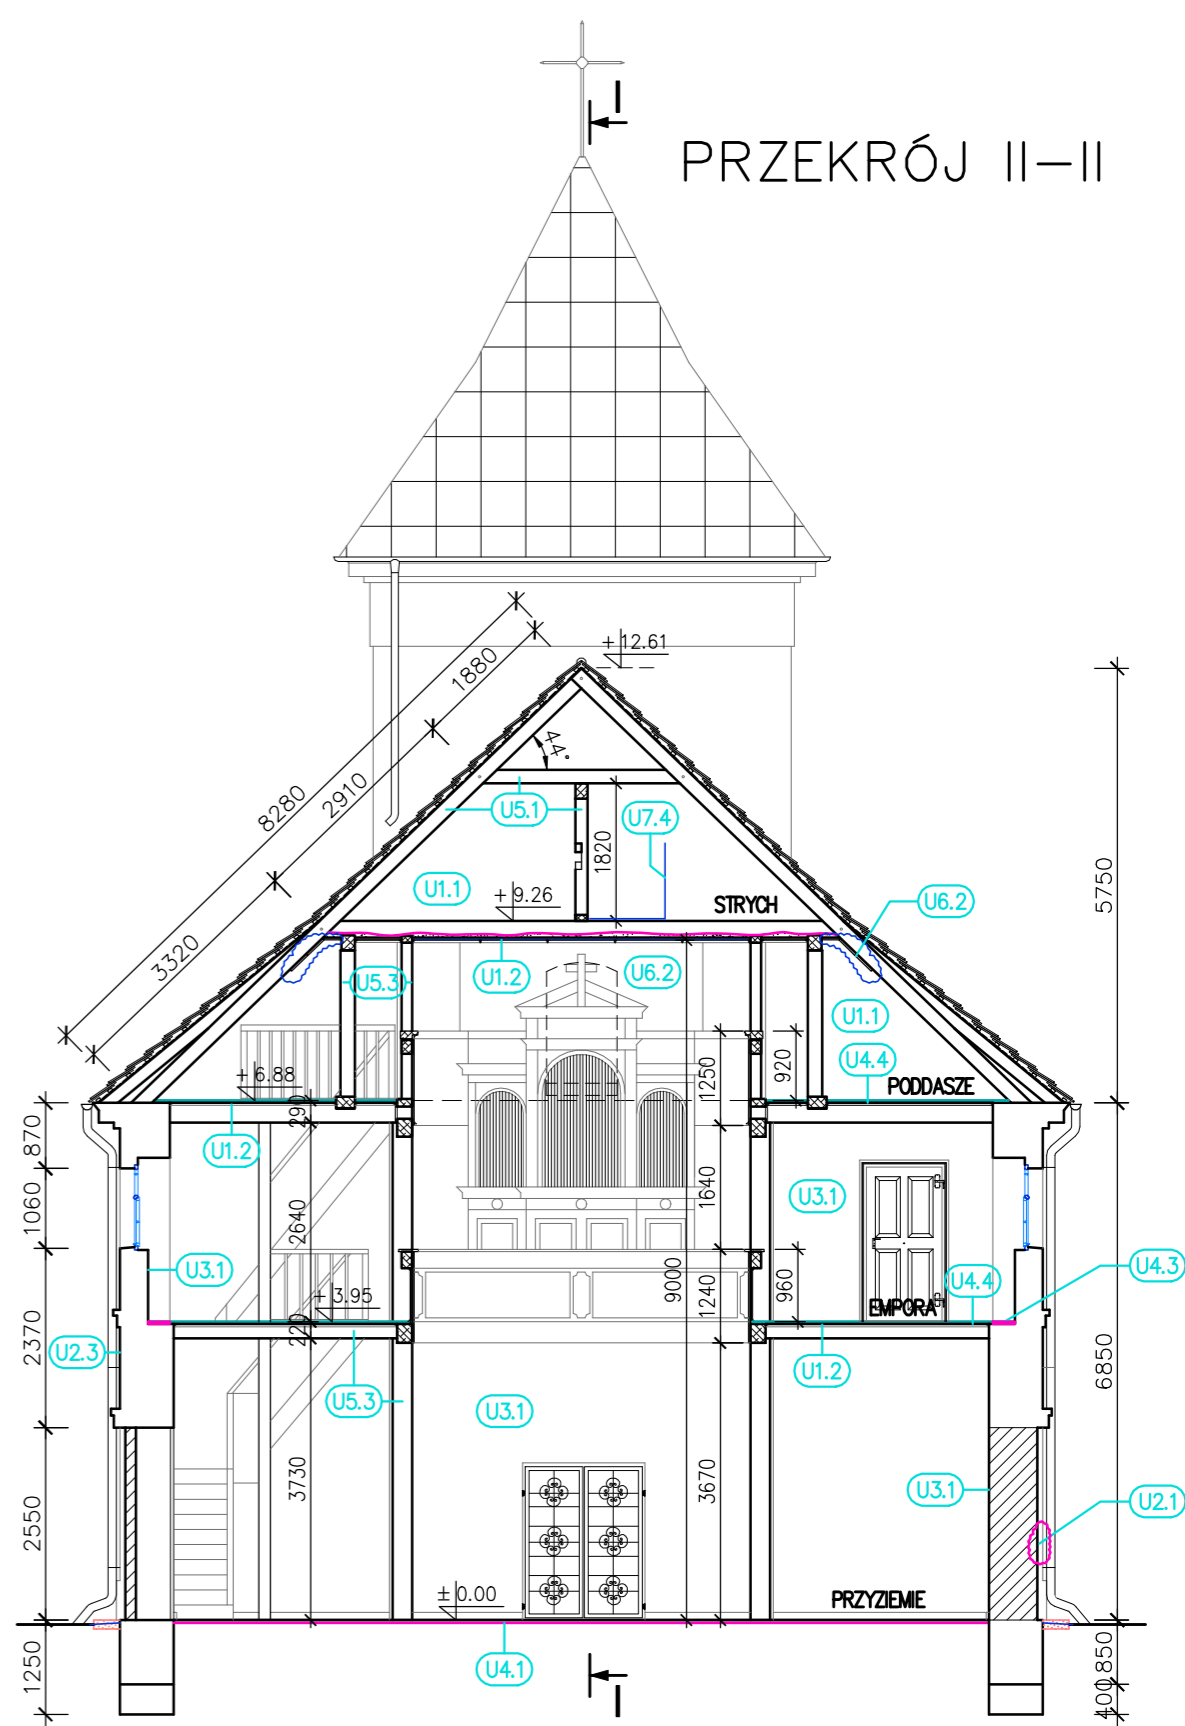 I
PRZEKRÓJ II-II
+12.61
1880
44°
2910
8280
U5.1
U7.4
1820
5750
U1.1
+9.26
STRYCH
U6.2
3320
U1.2
U6.2
U5.3
U1.1
1250
920
U4.4
+6.88
PODDASZE
290
870
U1.2
1060
2640
1640
U3.1
U3.1
9000
1240
960
U4.3
U4.4
+3.95
EMPORA
220
2370
U2.3
U1.2
6850
U5.3
U3.1
3730
3670
U3.1
U2.1
2550
±0.00
PRZYZIEMIE
1250
U4.1
850
400
I